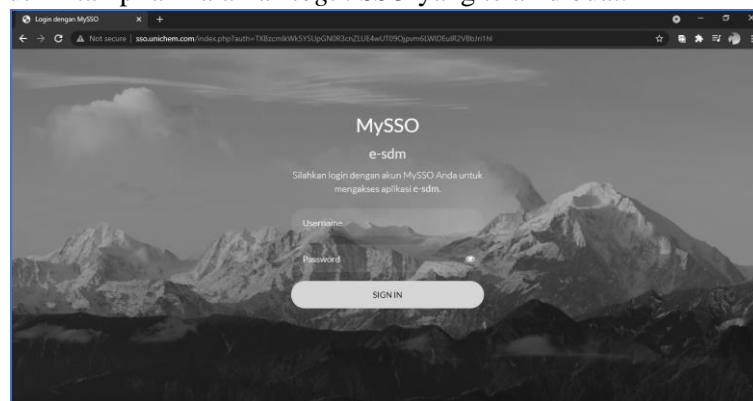 Login dengan MySSO
Not secure | sso.unichem.com/index.php?auth=
MySSO
e-sdm
Silahkan login dengan akun MySSO Anda untuk
mengakses aplikasi e-sdm.
Username
Password
SIGN IN